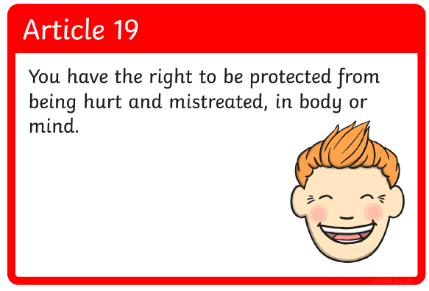 Article 19
You have the right to be protected from
being hurt and mistreated, in body or
mind.